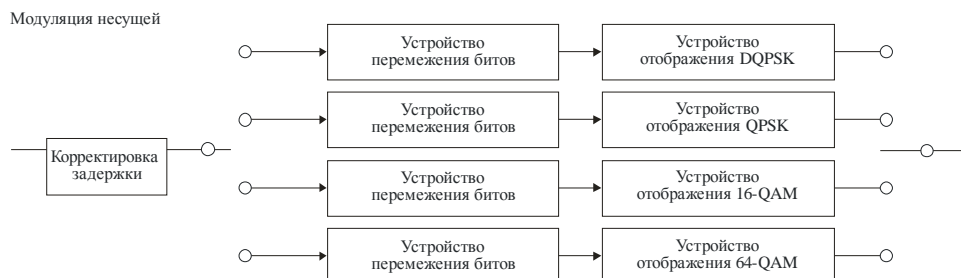 Модуляция несущей
Устройство
перемежения битов
Устройство
отображения DQPSK
Устройство
перемежения битов
Устройство
отображения QPSK
Корректировка
задержки
Устройство
перемежения битов
Устройство
отображения 16-QAM
Устройство
перемежения битов
Устройство
отображения 64-QAM